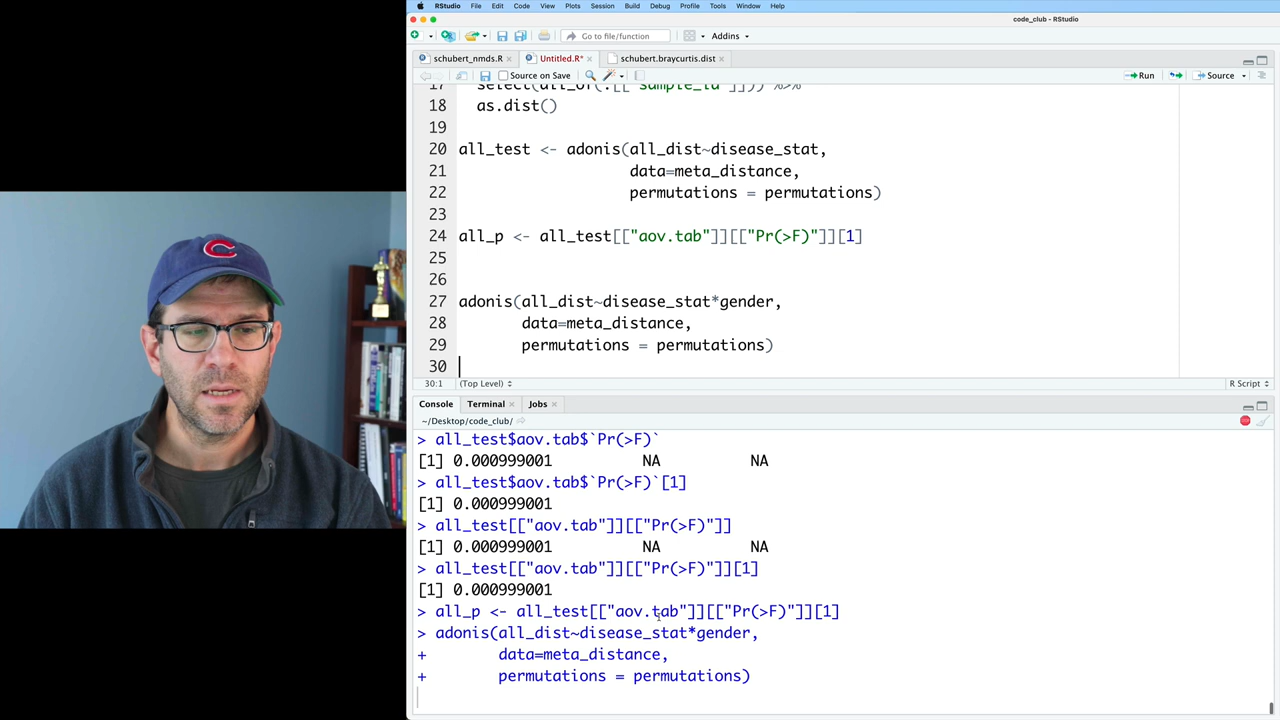 RStudio File Edit Code View Plots Session Build Debug Profile Tools Window Help
code_club - RStudio
Go to file/function Addins
schubert_nmds.R Untitled.R* schubert.braycurtis.dist
Source on Save Run Source
17 select(all_of(.[["sample_id"]])) %>%
18 as.dist()
19
20 all_test <- adonis(all_dist~disease_stat,
21 data=meta_distance,
22 permutations = permutations)
23
24 all_p <- all_test[["aov.tab"]][["Pr(>F)"]][1]
25
26
27 adonis(all_dist~disease_stat*gender,
28 data=meta_distance,
29 permutations = permutations)
30
30:1 (Top Level) R Script
Console Terminal Jobs
~/Desktop/code_club/
> all_test$aov.tab$`Pr(>F)`
[1] 0.000999001 NA NA
> all_test$aov.tab$`Pr(>F)`[1]
[1] 0.000999001
> all_test[["aov.tab"]][["Pr(>F)"]]
[1] 0.000999001 NA NA
> all_test[["aov.tab"]][["Pr(>F)"]][1]
[1] 0.000999001
> all_p <- all_test[["aov.tab"]][["Pr(>F)"]][1]
> adonis(all_dist~disease_stat*gender,
+ data=meta_distance,
+ permutations = permutations)
C